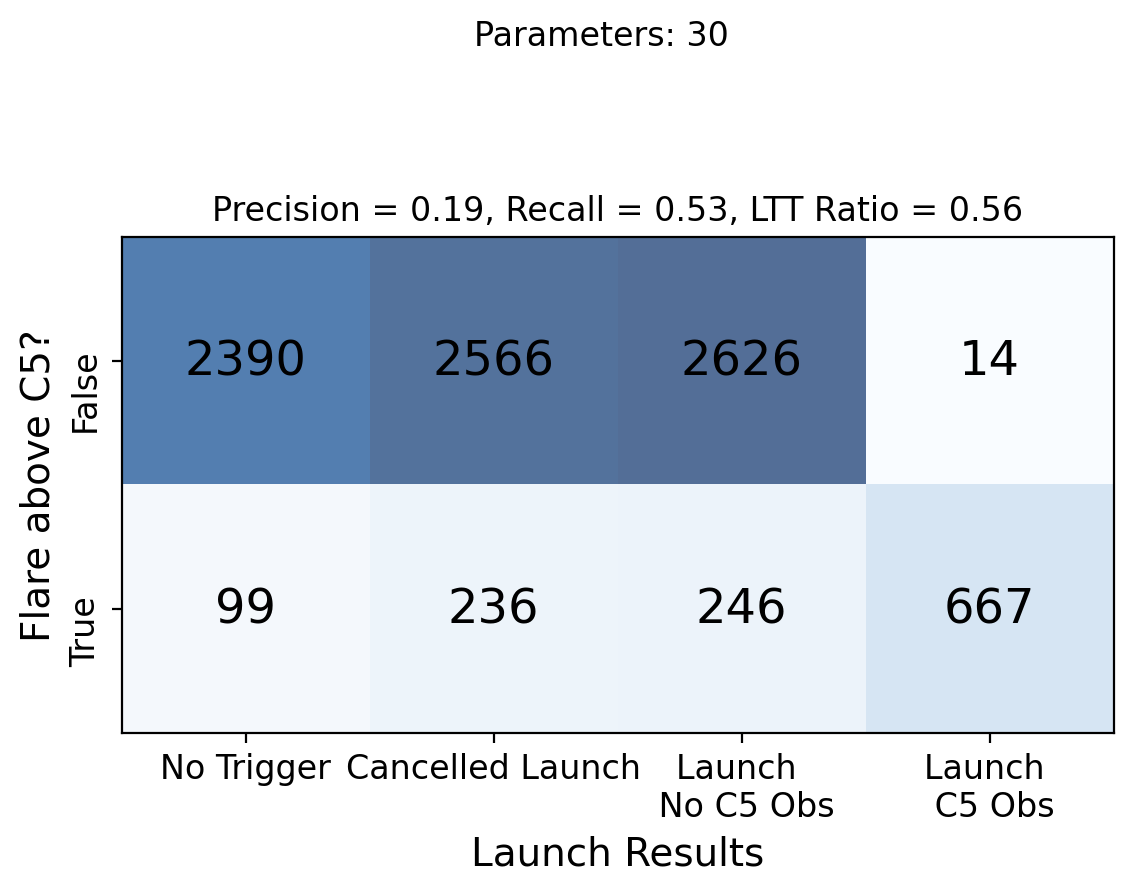 Parameters: 30
Precision = 0.19, Recall = 0.53, LTT Ratio = 0.56
Flare above C5?
False
2390 2566 2626 14
True
99 236 246 667
No Trigger Cancelled Launch Launch Launch
No C5 Obs C5 Obs
Launch Results